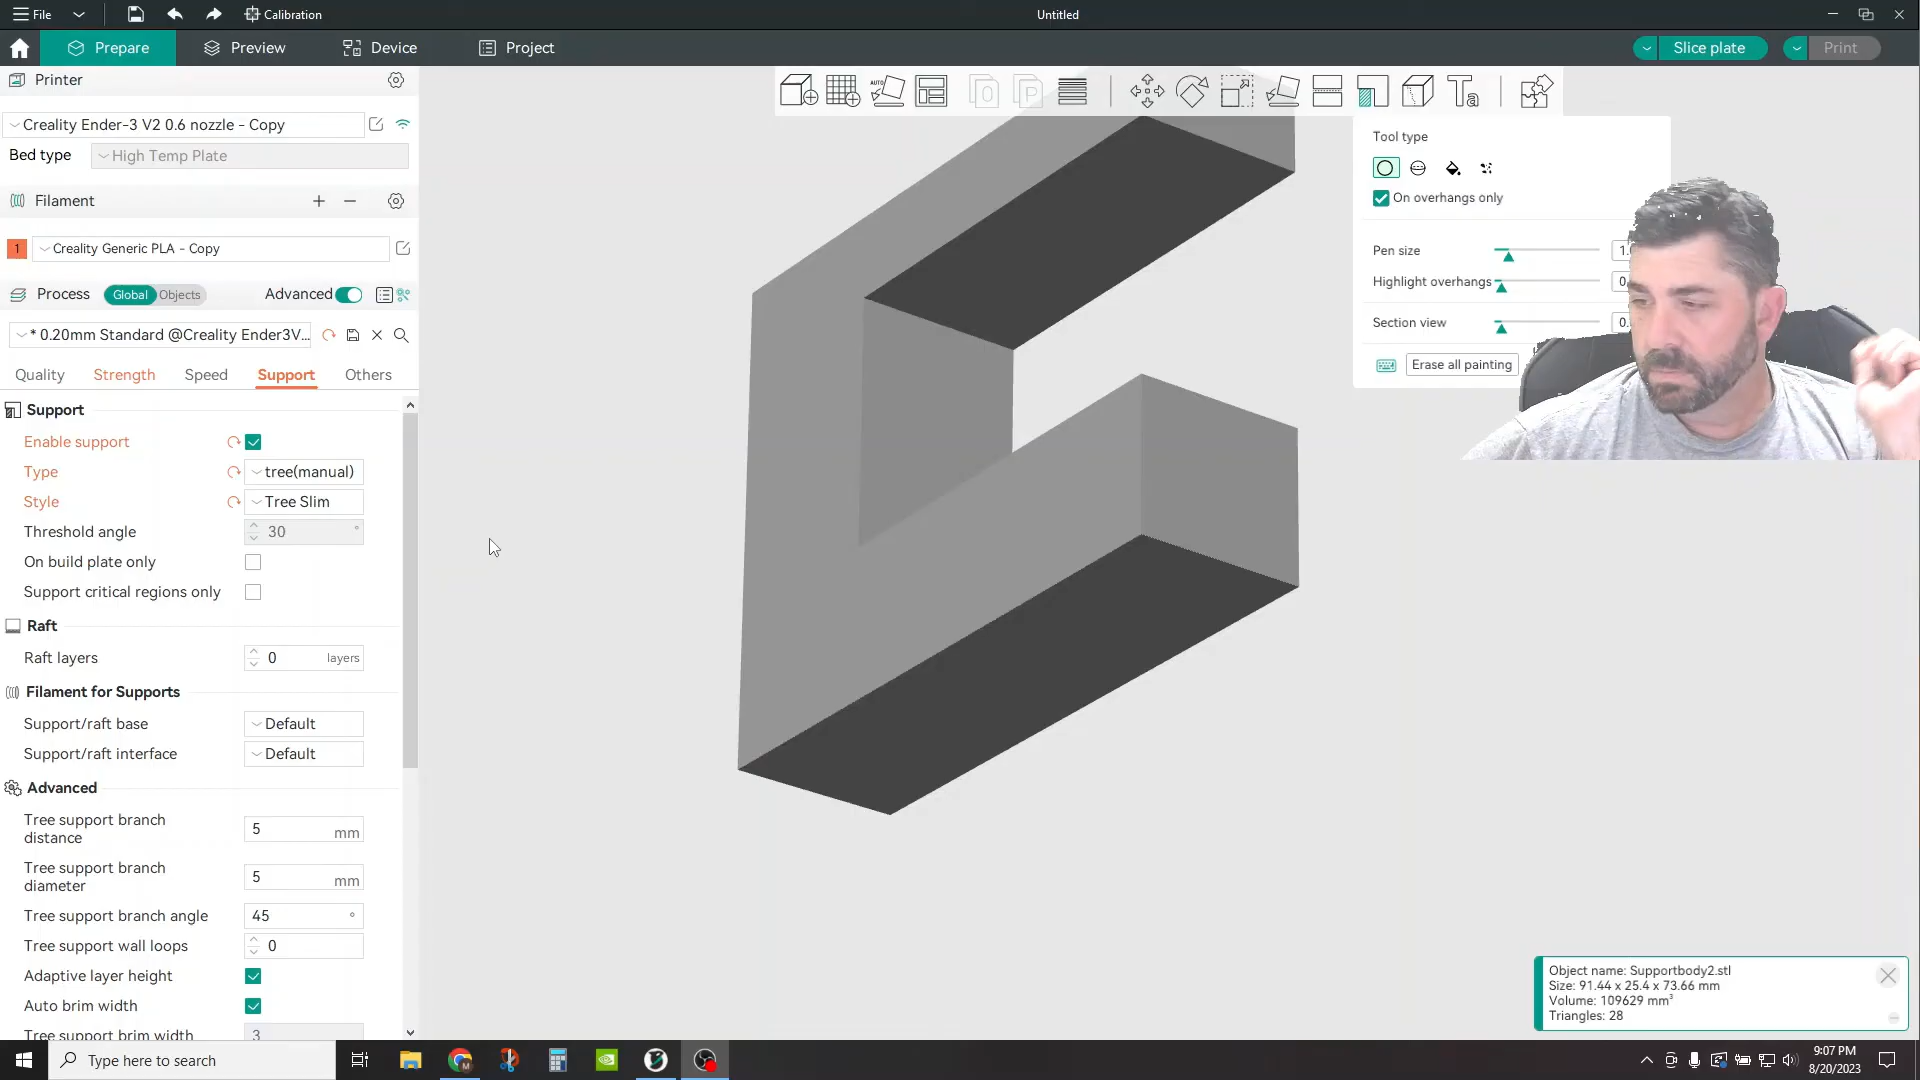 File
Calibration
Untitled
Prepare
Preview
Device
Project
Slice plate
Print
Printer
Creality Ender-3 V2 0.6 nozzle - Copy
Bed type
High Temp Plate
Filament
1
Creality Generic PLA - Copy
Process
Global
Objects
Advanced
* 0.20mm Standard @Creality Ender3V...
Quality
Strength
Speed
Support
Others
Support
Enable support
Type
tree(manual)
Style
Tree Slim
Threshold angle
30 °
On build plate only
Support critical regions only
Raft
Raft layers
0 layers
Filament for Supports
Support/raft base
Default
Support/raft interface
Default
Advanced
Tree support branch
distance
5 mm
Tree support branch
diameter
5 mm
Tree support branch angle
45 °
Tree support wall loops
0
Adaptive layer height
Auto brim width
Tree support brim width
3
AUTO
Tool type
On overhangs only
Pen size
Highlight overhangs
Section view
Erase all painting
Object name: Supportbody2.stl
Size: 91.44 x 25.4 x 73.66 mm
Volume: 109629 mm³
Triangles: 28
Type here to search
9:07 PM
8/20/2023